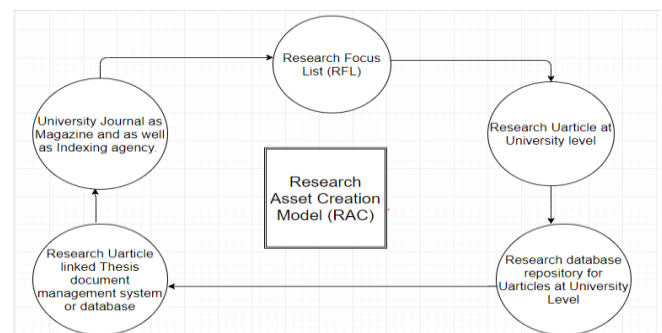 Research Focus
List (RFL)
University Journal as
Magazine and as well
as Indexing agency.
Research Uarticle at
University level
Research
Asset Creation
Model (RAC)
Research Uarticle
linked Thesis
document
management system
or database
Research database
repository for
Uarticles at University
Level